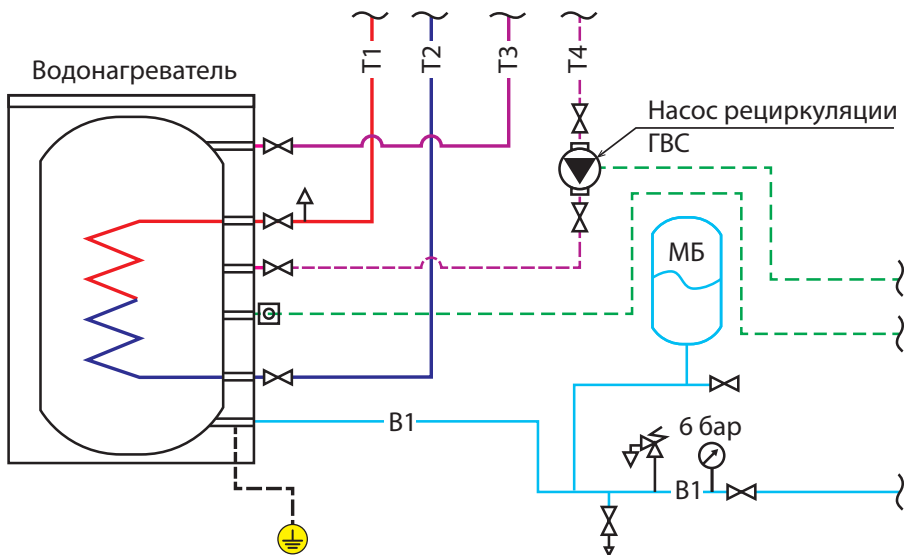 Т1
Т2
Т3
Т4
Водонагреватель
Насос рециркуляции
ГВС
МБ
В1
6 бар
В1